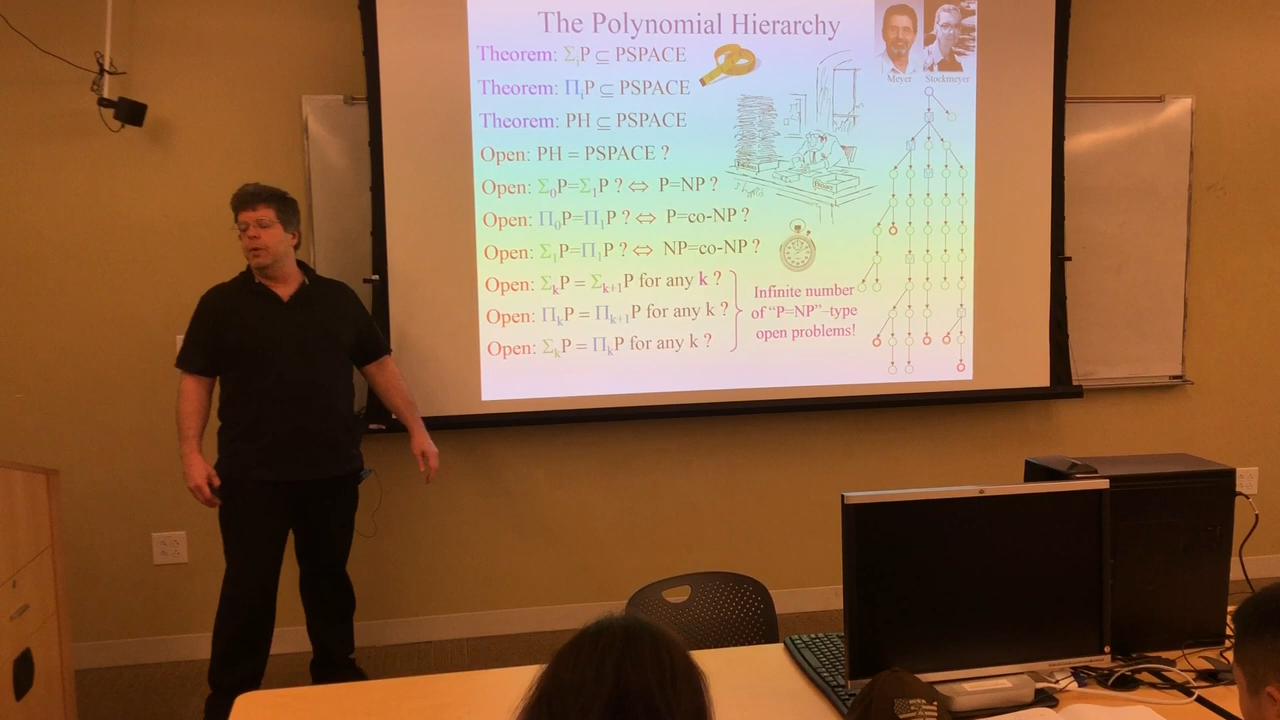 The Polynomial Hierarchy
Theorem: ΣᵢP ⊆ PSPACE
Theorem: ΠᵢP ⊆ PSPACE
Theorem: PH ⊆ PSPACE
Open: PH = PSPACE ?
Open: Σ₀P=Σ₁P ? ⇔ P=NP ?
Open: Π₀P=Π₁P ? ⇔ P=co-NP ?
Open: Σ₁P=Π₁P ? ⇔ NP=co-NP ?
Open: ΣₖP = Σₖ₊₁P for any k ?
Open: ΠₖP = Πₖ₊₁P for any k ?
Open: ΣₖP = ΠₖP for any k ?
Infinite number
of “P=NP”–type
open problems!
Meyer Stockmeyer